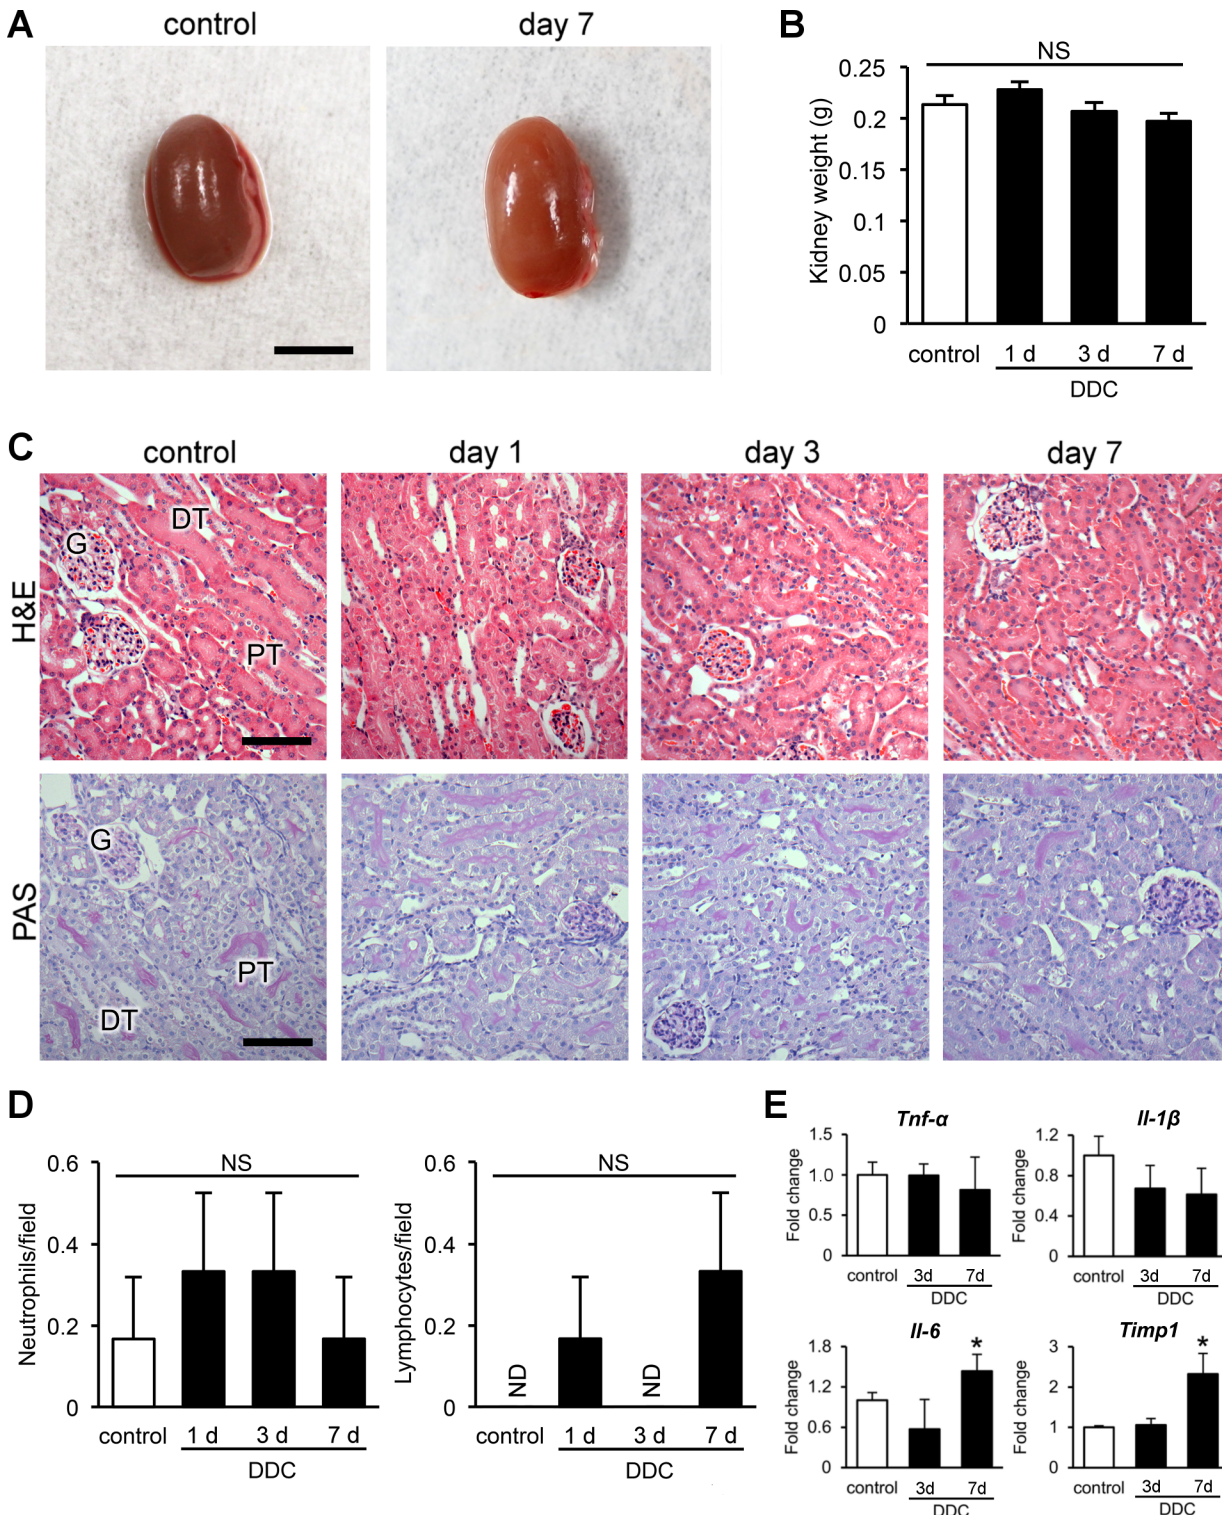 A
control
day 7
B
NS
0.25
0.2
0.15
0.1
0.05
0
Kidney weight (g)
control
1 d
3 d
7 d
DDC
C
control
day 1
day 3
day 7
H&E
G
DT
PT
PAS
G
PT
DT
D
NS
0.6
0.4
0.2
0
Neutrophils/field
control
1 d
3 d
7 d
DDC
NS
0.6
0.4
0.2
0
Lymphocytes/field
ND
ND
control
1 d
3 d
7 d
DDC
E
Tnf-α
1.5
1.0
0.5
0
Fold change
control
3d
7d
DDC
Il-1β
1.2
0.8
0.4
0
Fold change
control
3d
7d
DDC
Il-6
*
1.8
1.2
0.6
0
Fold change
control
3d
7d
DDC
Timp1
*
3
2
1
0
Fold change
control
3d
7d
DDC